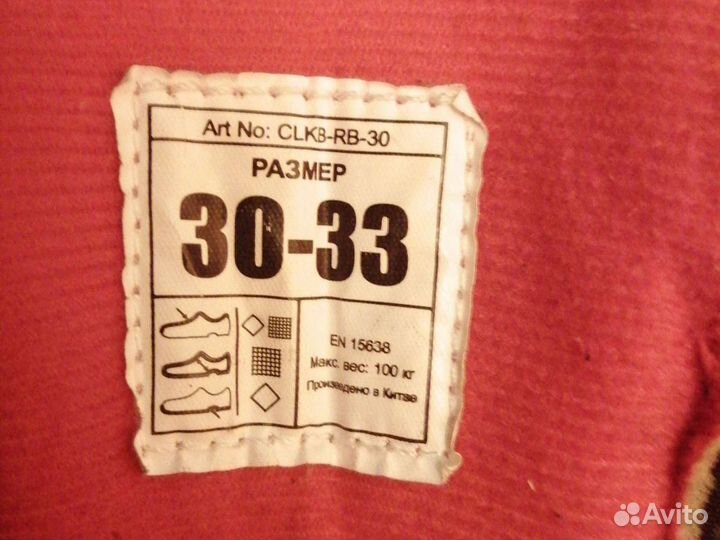 Art No: CLKB-RB-30
РАЗМЕР
30-33
EN 15638
Макс. вес: 100 кг
Произведено в Китае
Avito